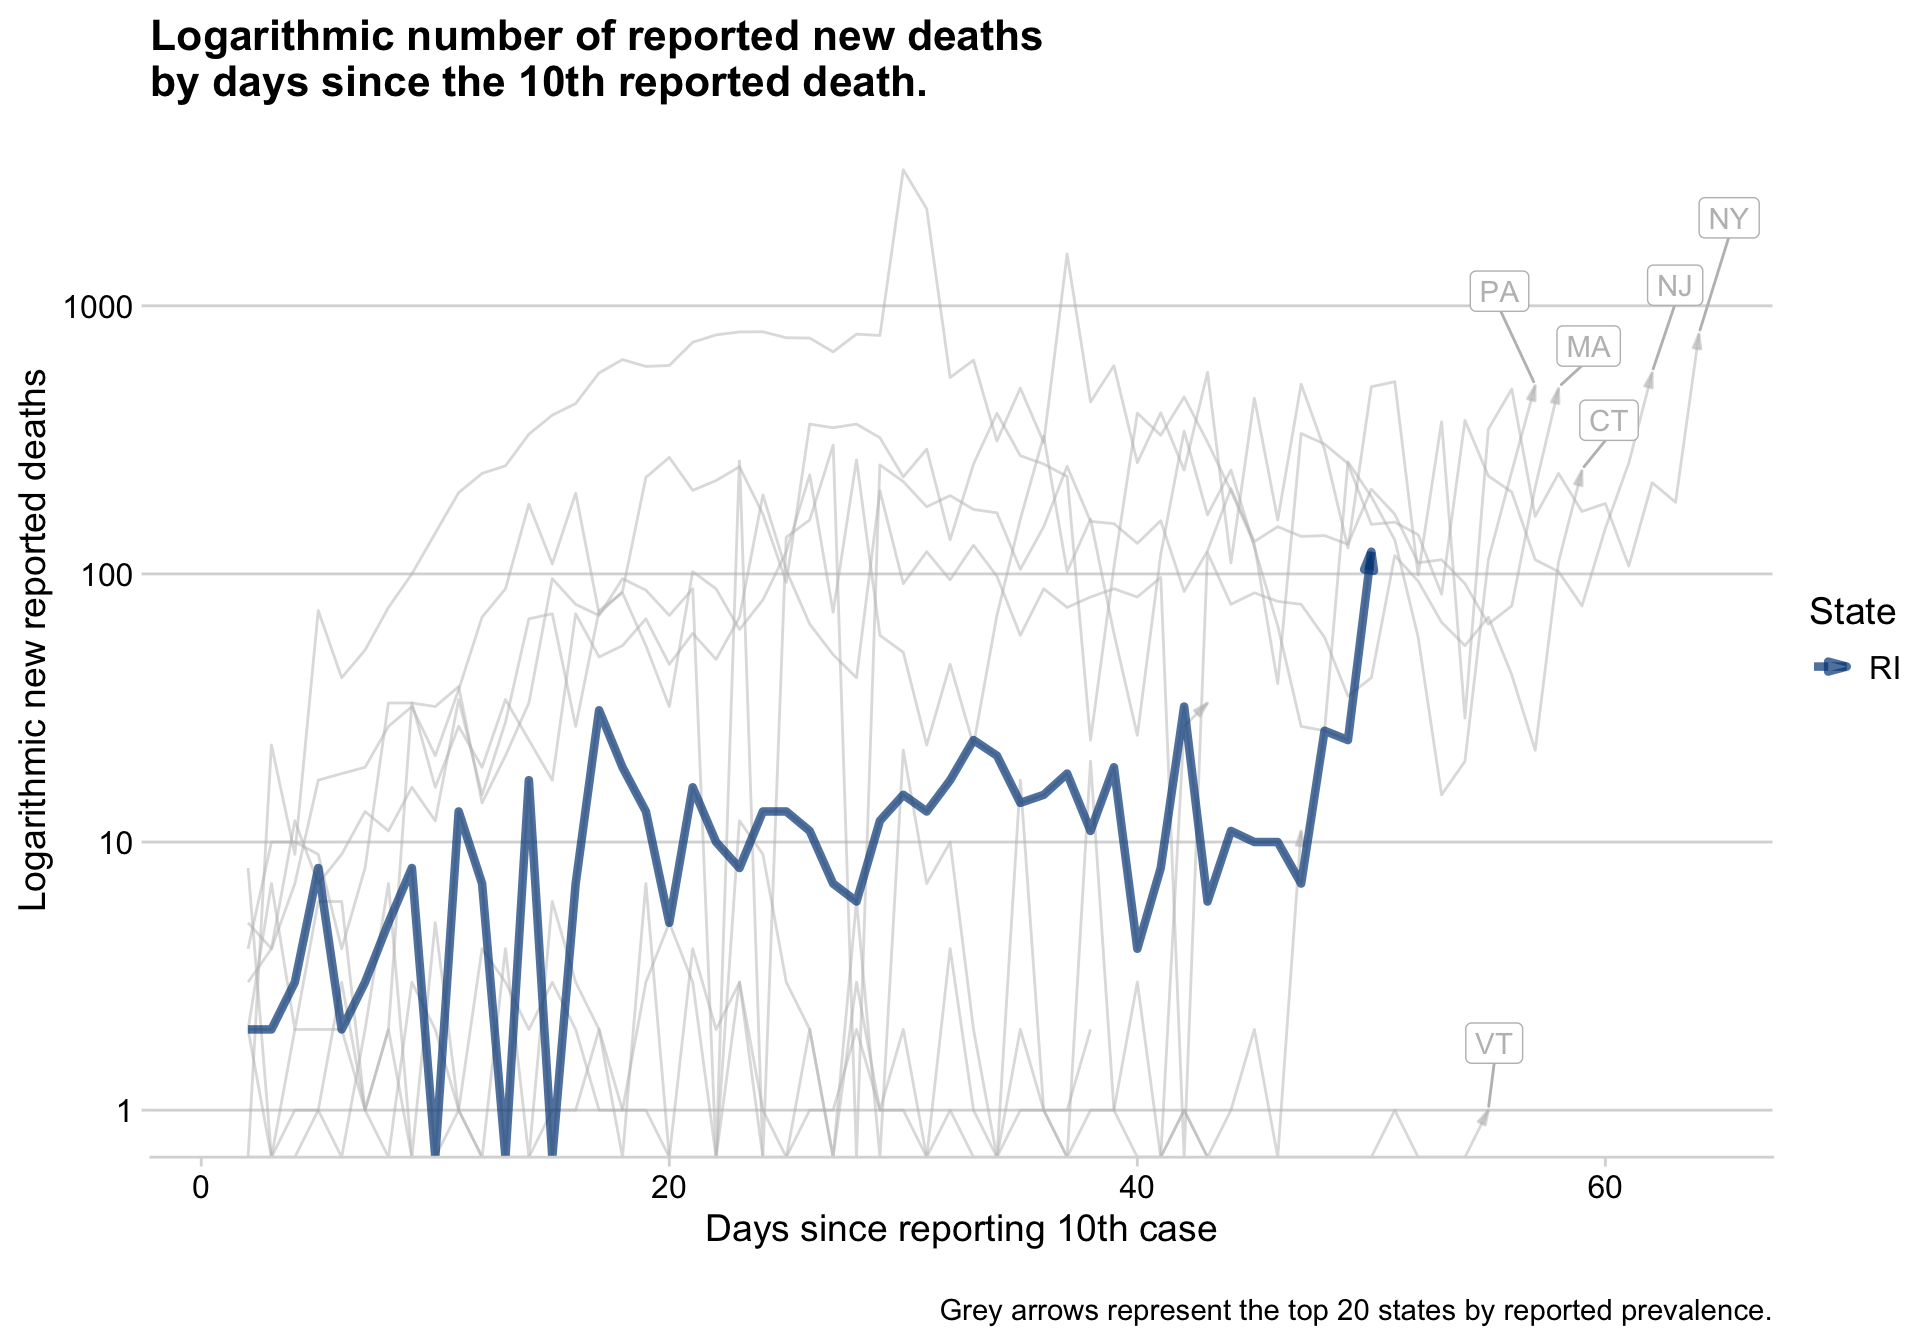 Logarithmic number of reported new deaths
by days since the 10th reported death.
Logarithmic new reported deaths
1000
100
10
1
PA
MA
CT
NJ
NY
VT
State
RI
0
20
40
60
Days since reporting 10th case
Grey arrows represent the top 20 states by reported prevalence.